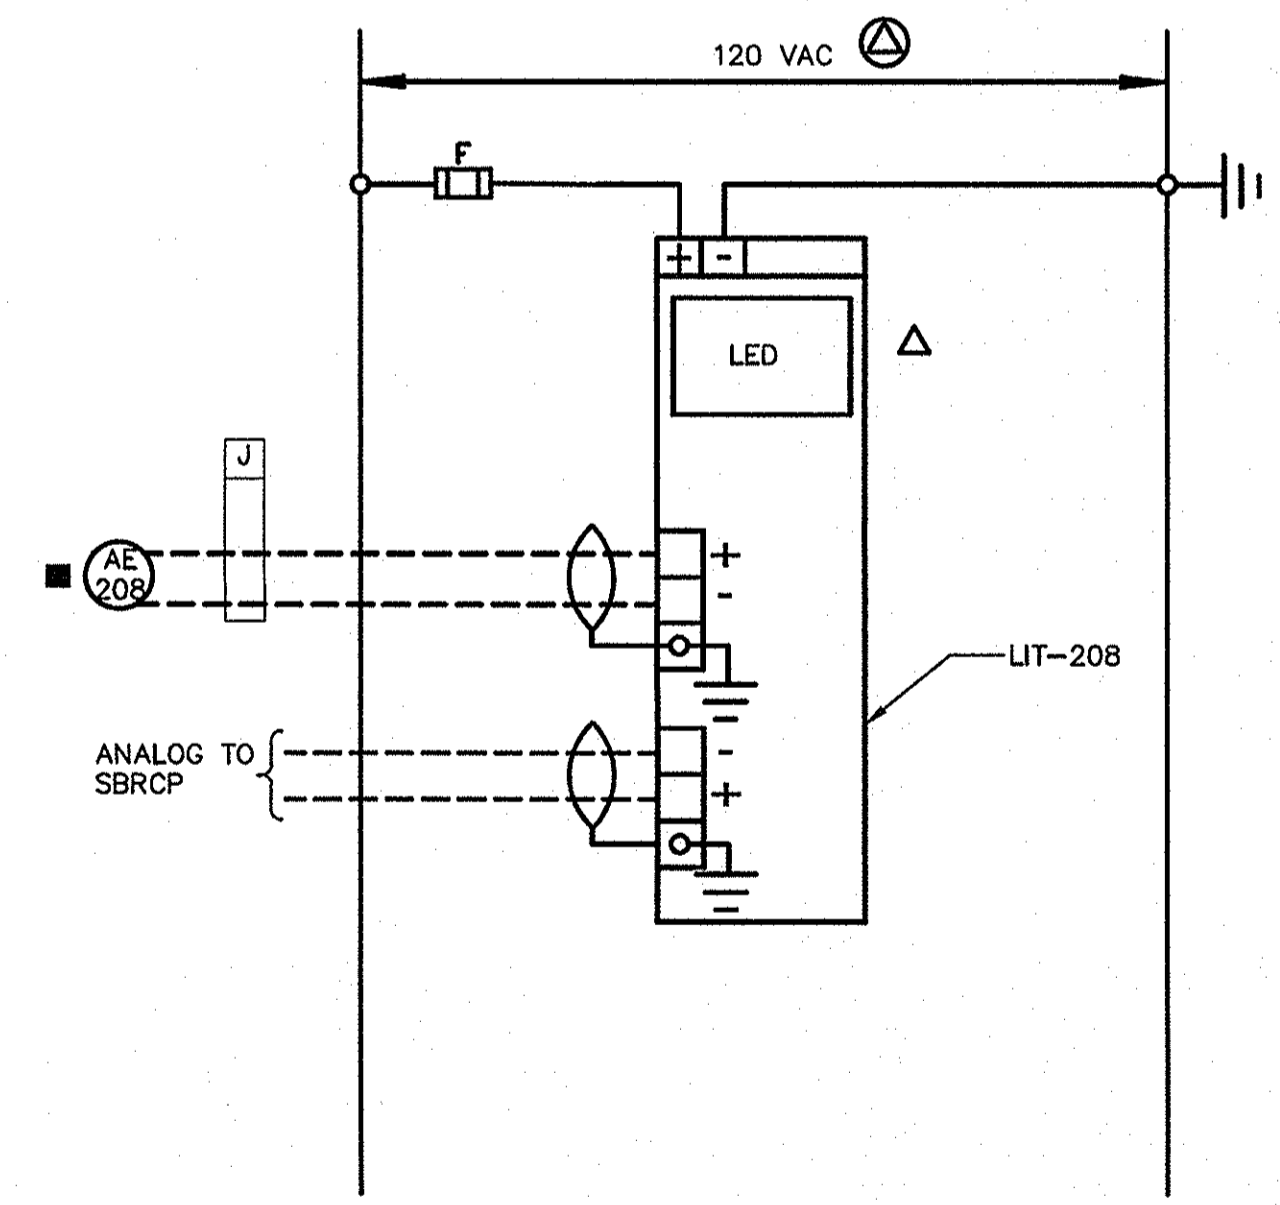 120 VAC
F
+ -
LED
J
AE
208
+
-
LIT-208
ANALOG TO
SBRCP
-
+